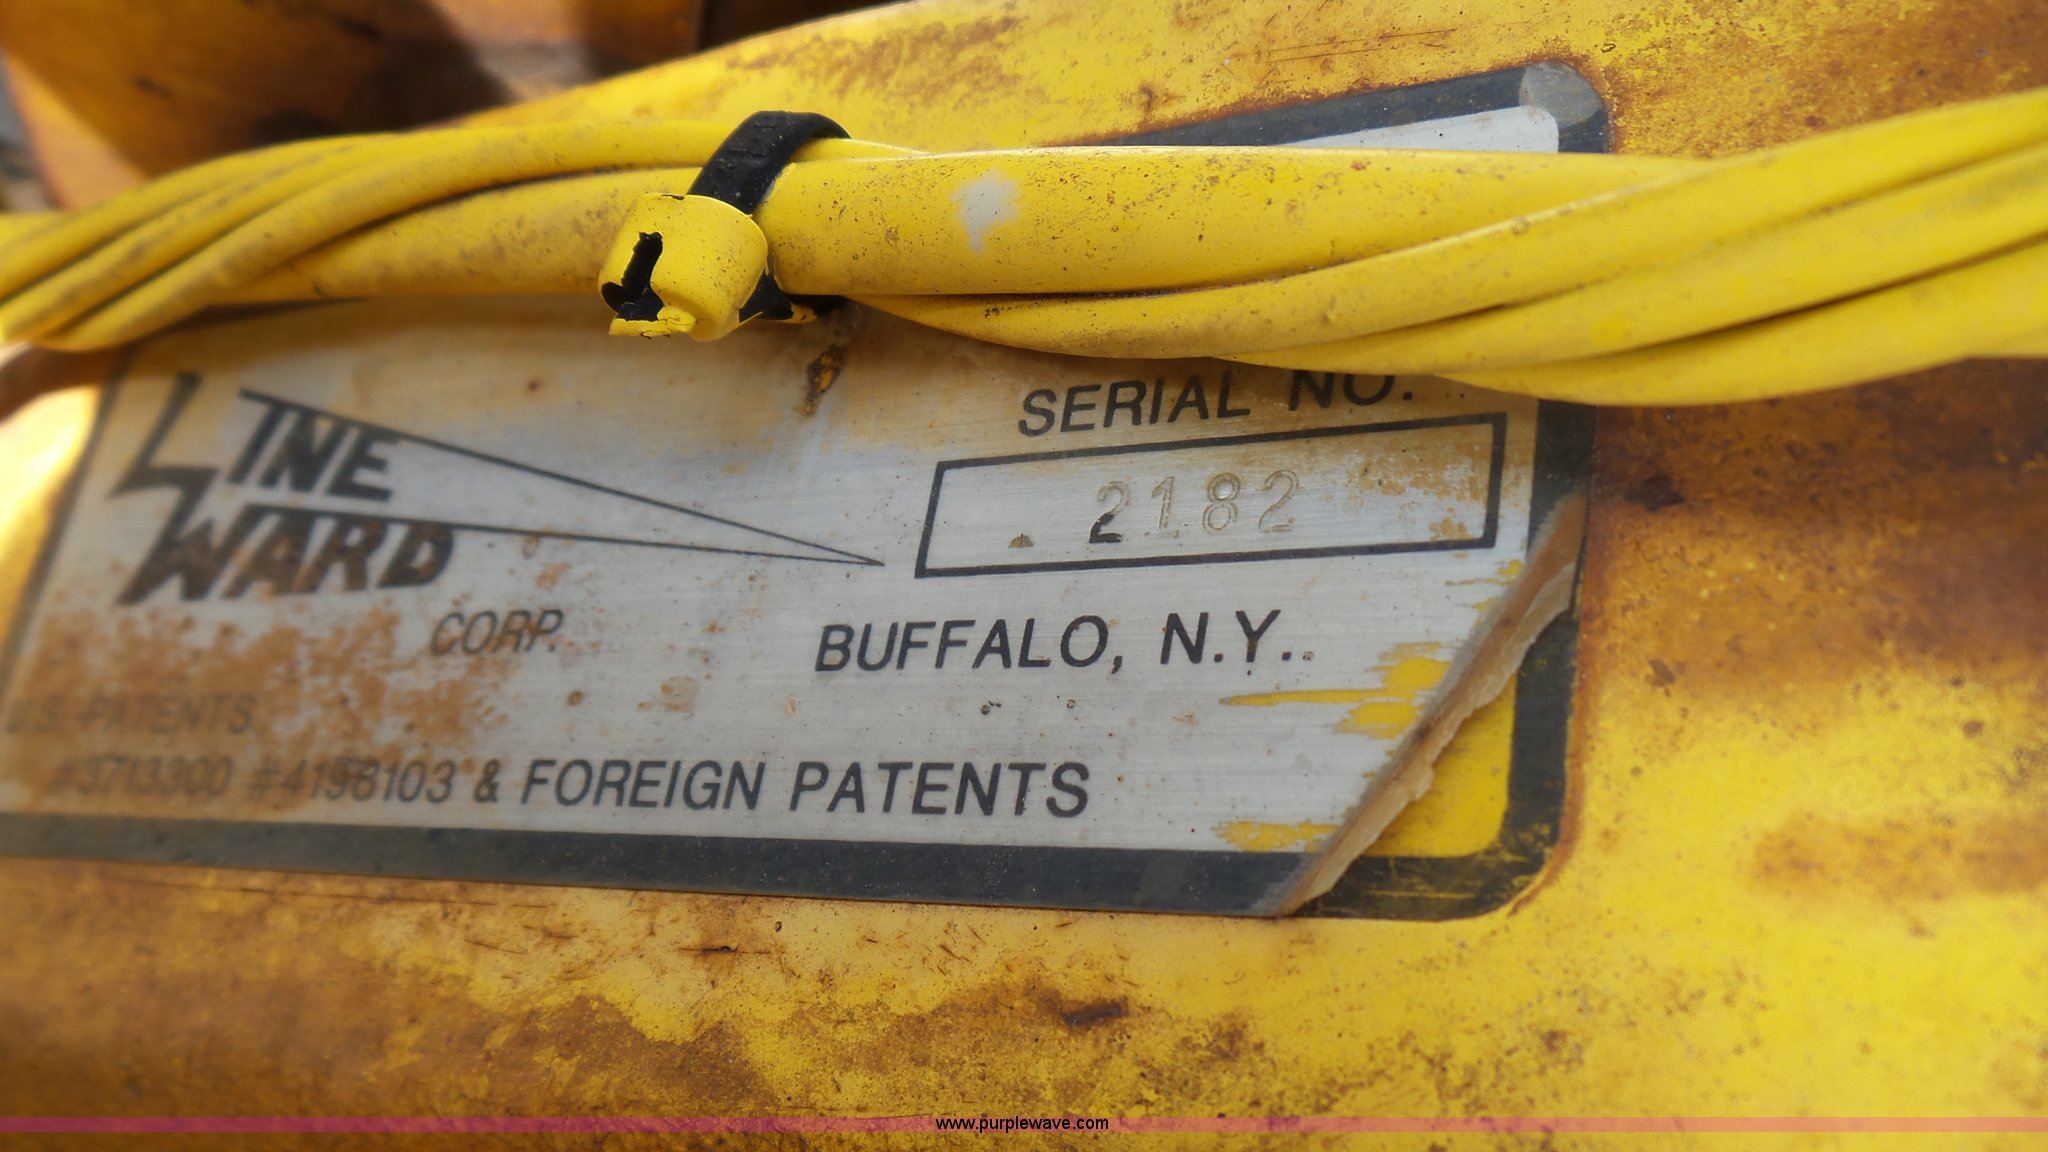 LINE
WARD
CORP.
SERIAL NO.
2182
BUFFALO, N.Y.
U.S. PATENTS
#3713300 #4198103 & FOREIGN PATENTS
www.purplewave.com